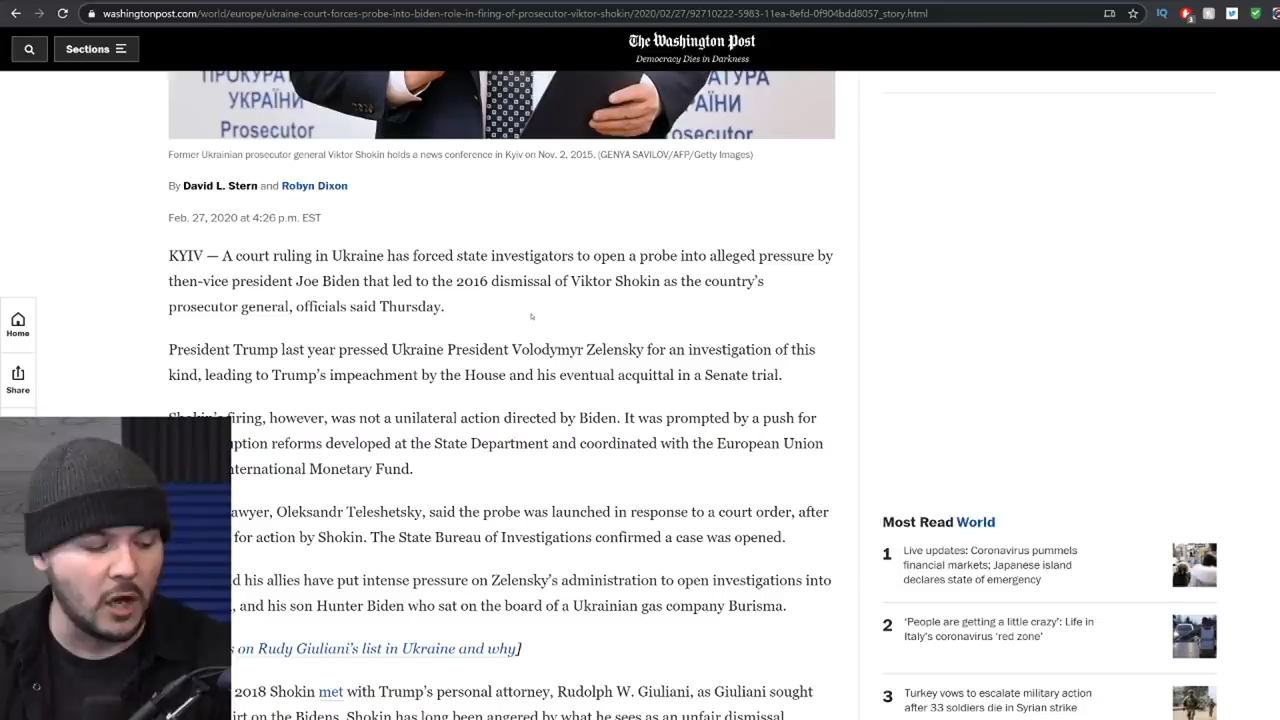 washingtonpost.com/world/europe/ukraine-court-forces-probe-into-biden-role-in-firing-of-prosecutor-viktor-shokin/2020/02/27/92710222-5983-11ea-8efd-0f904bdd8057_story.html
Sections
The Washington Post
Democracy Dies in Darkness
УКРАЇНИ
Prosecutor
Former Ukrainian prosecutor general Viktor Shokin holds a news conference in Kyiv on Nov. 2, 2015. (GENYA SAVILOV/AFP/Getty Images)
By David L. Stern and Robyn Dixon
Feb. 27, 2020 at 4:26 p.m. EST
KYIV — A court ruling in Ukraine has forced state investigators to open a probe into alleged pressure by
then-vice president Joe Biden that led to the 2016 dismissal of Viktor Shokin as the country's
prosecutor general, officials said Thursday.
President Trump last year pressed Ukraine President Volodymyr Zelensky for an investigation of this
kind, leading to Trump's impeachment by the House and his eventual acquittal in a Senate trial.
Shokin's firing, however, was not a unilateral action directed by Biden. It was prompted by a push for
reforms developed at the State Department and coordinated with the European Union
International Monetary Fund.
Oleksandr Teleshetsky, said the probe was launched in response to a court order, after
for action by Shokin. The State Bureau of Investigations confirmed a case was opened.
his allies have put intense pressure on Zelensky's administration to open investigations into
, and his son Hunter Biden who sat on the board of a Ukrainian gas company Burisma.
on Rudy Giuliani's list in Ukraine and why]
2018 Shokin met with Trump's personal attorney, Rudolph W. Giuliani, as Giuliani sought
on the Bidens. Shokin has long been angered by what he sees as an unfair dismissal
Home
Share
Most Read World
1 Live updates: Coronavirus pummels
financial markets; Japanese island
declares state of emergency
2 'People are getting a little crazy': Life in
Italy's coronavirus 'red zone'
3 Turkey vows to escalate military action
after 33 soldiers die in Syrian strike